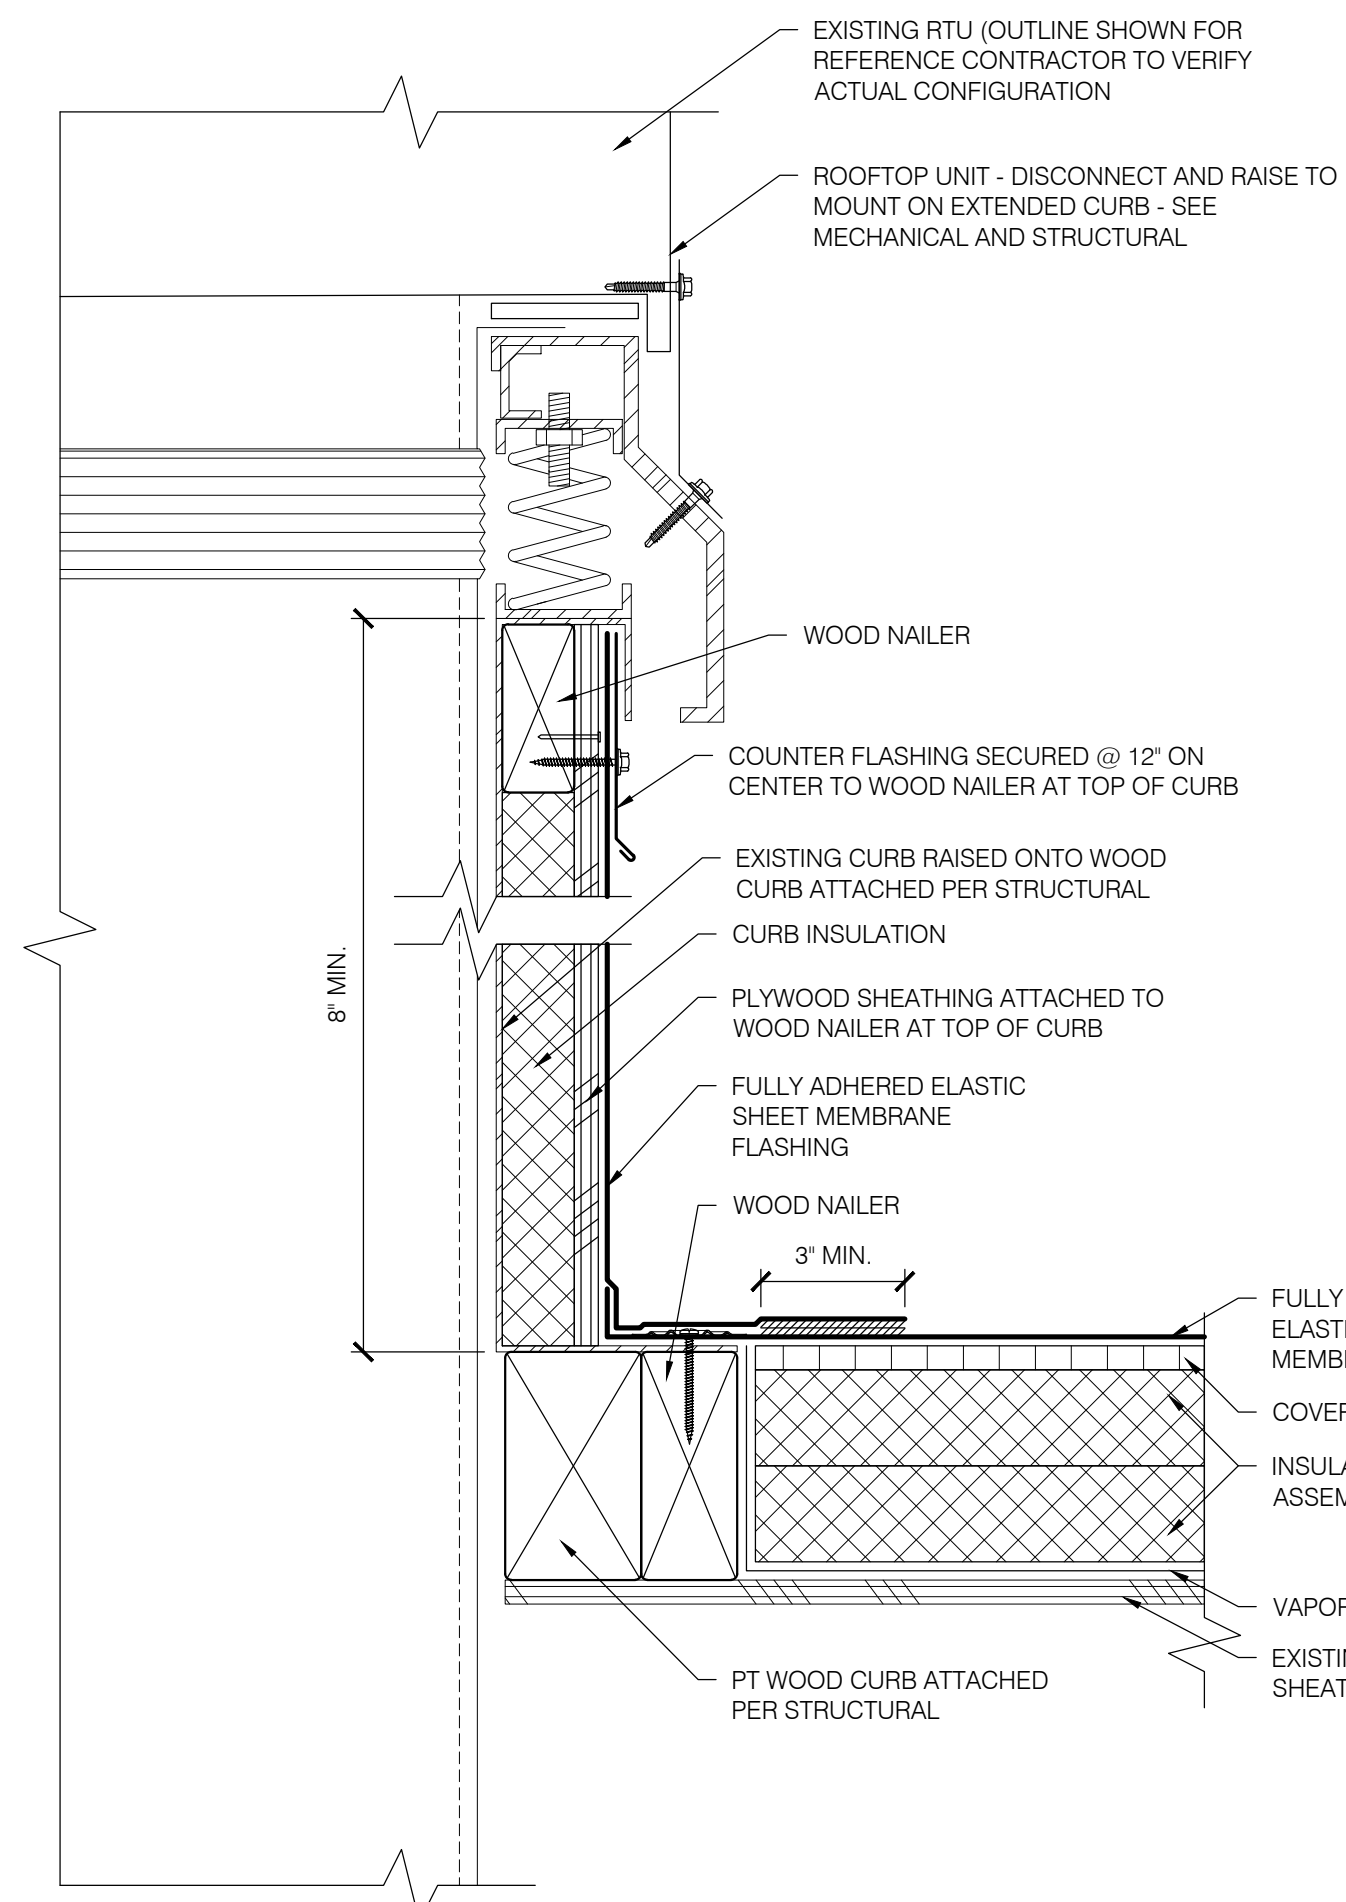 EXISTING RTU (OUTLINE SHOWN FOR
REFERENCE CONTRACTOR TO VERIFY
ACTUAL CONFIGURATION
ROOFTOP UNIT - DISCONNECT AND RAISE TO
MOUNT ON EXTENDED CURB - SEE
MECHANICAL AND STRUCTURAL
WOOD NAILER
COUNTER FLASHING SECURED @ 12" ON
CENTER TO WOOD NAILER AT TOP OF CURB
EXISTING CURB RAISED ONTO WOOD
CURB ATTACHED PER STRUCTURAL
CURB INSULATION
8" MIN.
PLYWOOD SHEATHING ATTACHED TO
WOOD NAILER AT TOP OF CURB
FULLY ADHERED ELASTIC
SHEET MEMBRANE
FLASHING
WOOD NAILER
3" MIN.
FULLY
PT WOOD CURB ATTACHED
PER STRUCTURAL